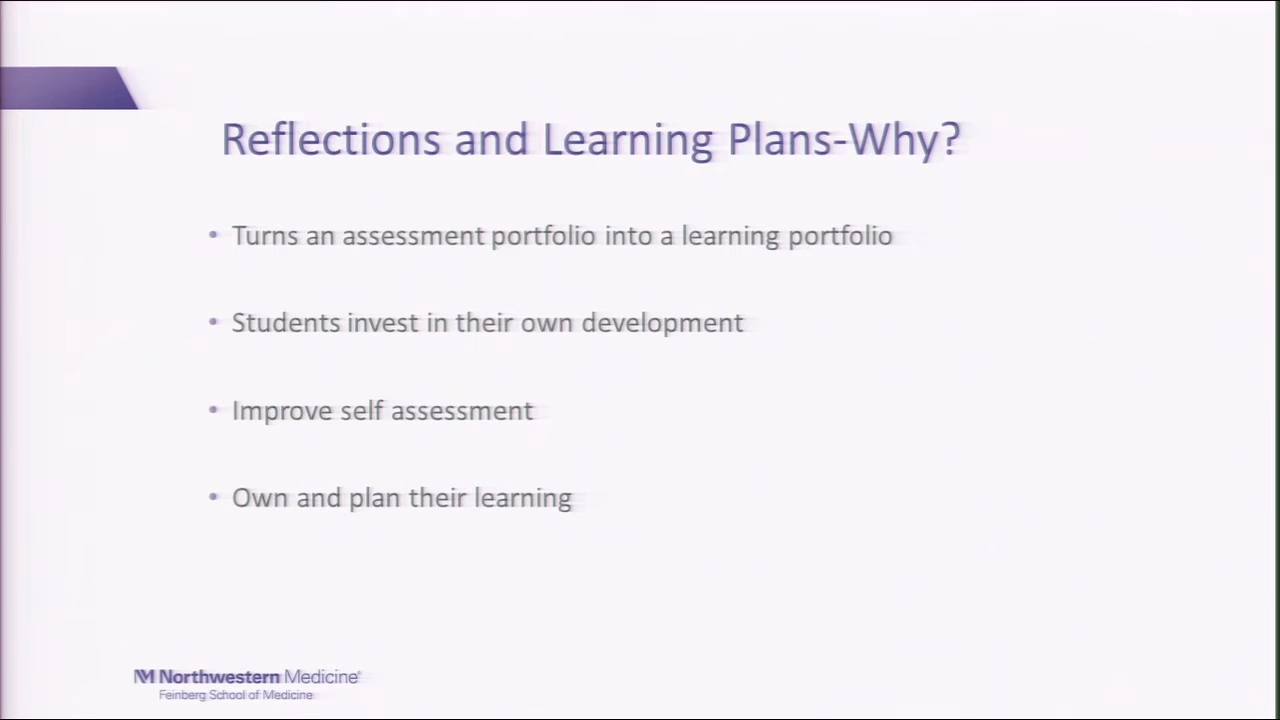 Reflections and Learning Plans-Why?
• Turns an assessment portfolio into a learning portfolio
• Students invest in their own development
• Improve self assessment
• Own and plan their learning
NM Northwestern Medicine®
Feinberg School of Medicine